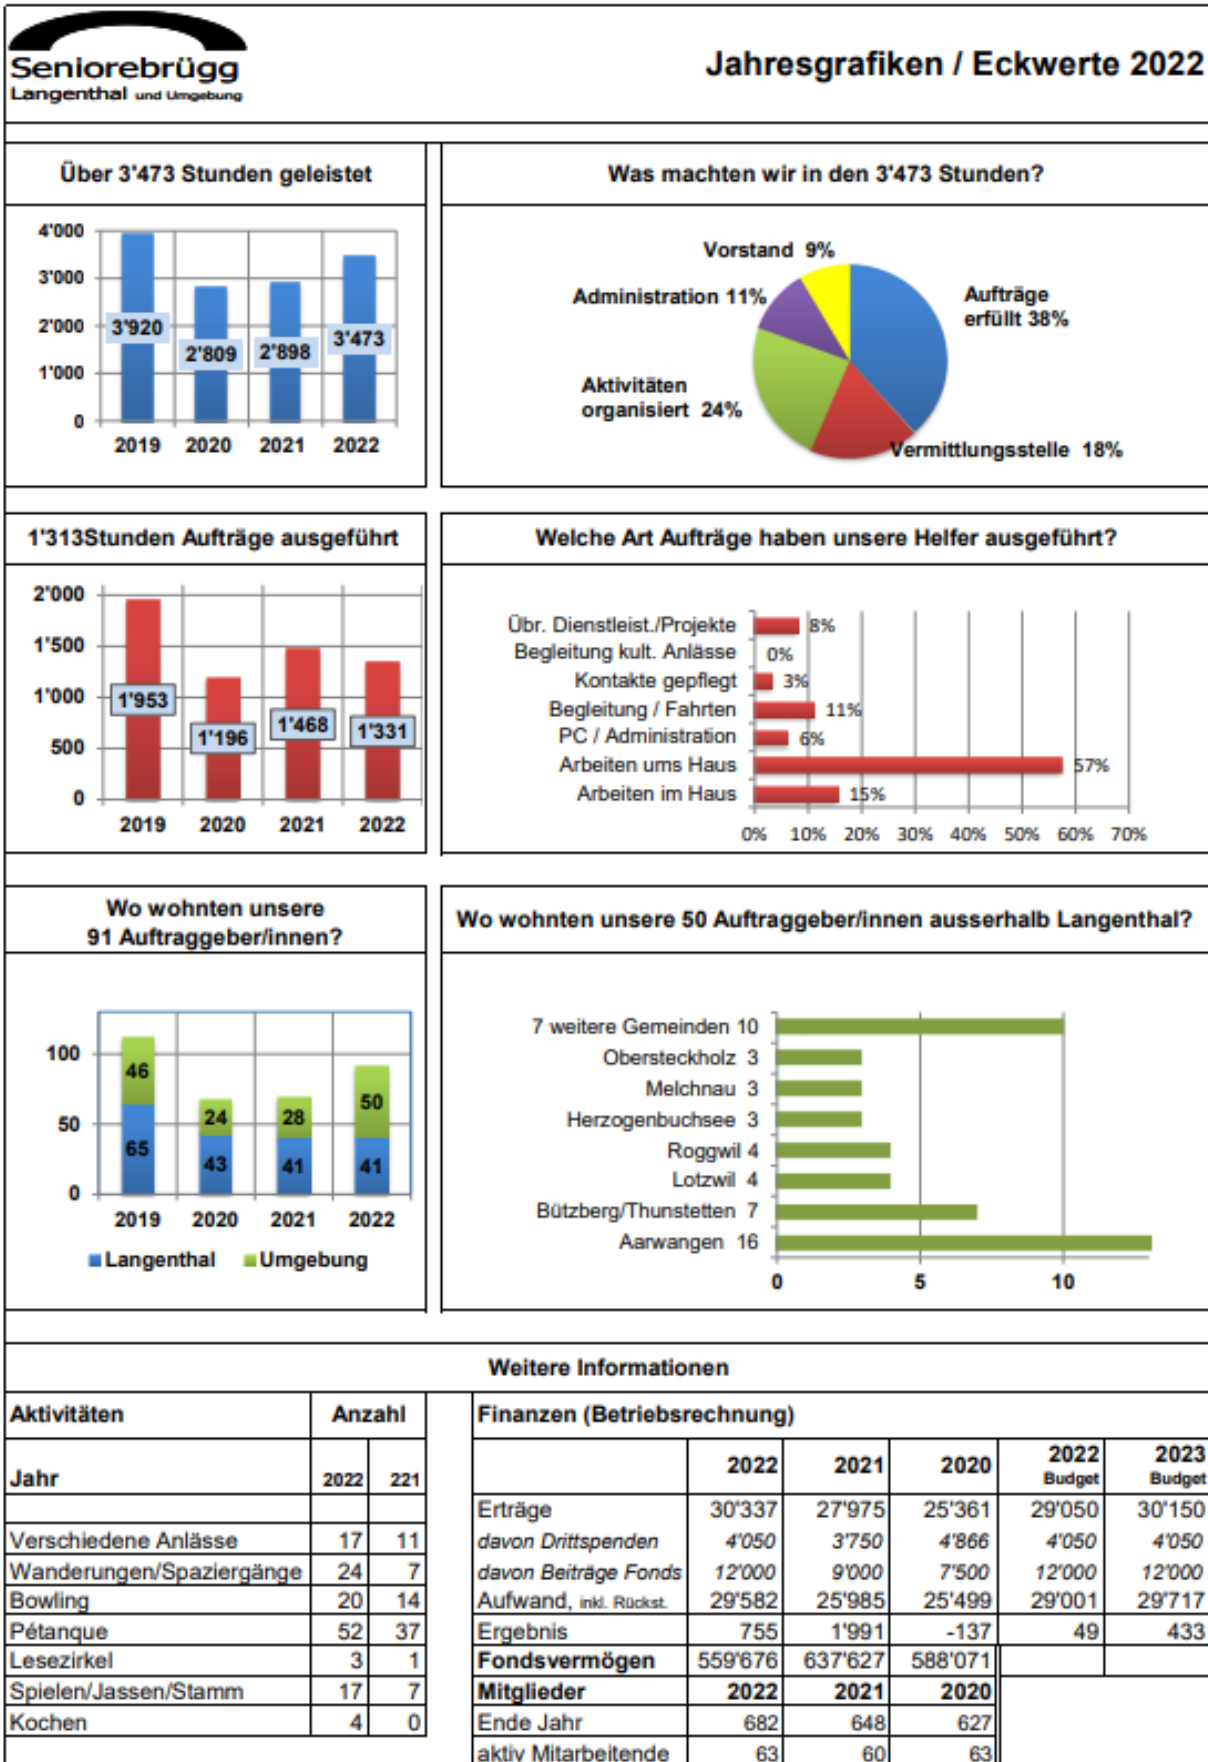 Seniorebrügg
Langenthal und Umgebung
Jahresgrafiken / Eckwerte 2022
Über 3'473 Stunden geleistet
4'000
3'000
2'000
1'000
0
3'920
2'809
2'898
3'473
2019 2020 2021 2022
Was machten wir in den 3'473 Stunden?
Vorstand 9%
Administration 11%
Aufträge
erfüllt 38%
Aktivitäten
organisiert 24%
Vermittlungsstelle 18%
1'313Stunden Aufträge ausgeführt
2'000
1'500
1'000
500
0
1'953
1'196
1'468
1'331
2019 2020 2021 2022
Welche Art Aufträge haben unsere Helfer ausgeführt?
Übr. Dienstleist./Projekte 8%
Begleitung kult. Anlässe 0%
Kontakte gepflegt 3%
Begleitung / Fahrten 11%
PC / Administration 6%
Arbeiten ums Haus 57%
Arbeiten im Haus 15%
0% 10% 20% 30% 40% 50% 60% 70%
Wo wohnten unsere
91 Auftraggeber/innen?
100
50
0
46
24
28
50
65
43
41
41
2019 2020 2021 2022
Langenthal Umgebung
Wo wohnten unsere 50 Auftraggeber/innen ausserhalb Langenthal?
7 weitere Gemeinden 10
Obersteckholz 3
Melchnau 3
Herzogenbuchsee 3
Roggwil 4
Lotzwil 4
Bützberg/Thunstetten 7
Aarwangen 16
0 5 10
Weitere Informationen
Aktivitäten Anzahl
Jahr 2022 221
Verschiedene Anlässe 17 11
Wanderungen/Spaziergänge 24 7
Bowling 20 14
Pétanque 52 37
Lesezirkel 3 1
Spielen/Jassen/Stamm 17 7
Kochen 4 0
Finanzen (Betriebsrechnung)
2022 2021 2020 2022 Budget 2023 Budget
Erträge 30'337 27'975 25'361 29'050 30'150
davon Drittspenden 4'050 3'750 4'866 4'050 4'050
davon Beiträge Fonds 12'000 9'000 7'500 12'000 12'000
Aufwand, inkl. Rückst. 29'582 25'985 25'499 29'001 29'717
Ergebnis 755 1'991 -137 49 433
Fondsvermögen 559'676 637'627 588'071
Mitglieder 2022 2021 2020
Ende Jahr 682 648 627
aktiv Mitarbeitende 63 60 63